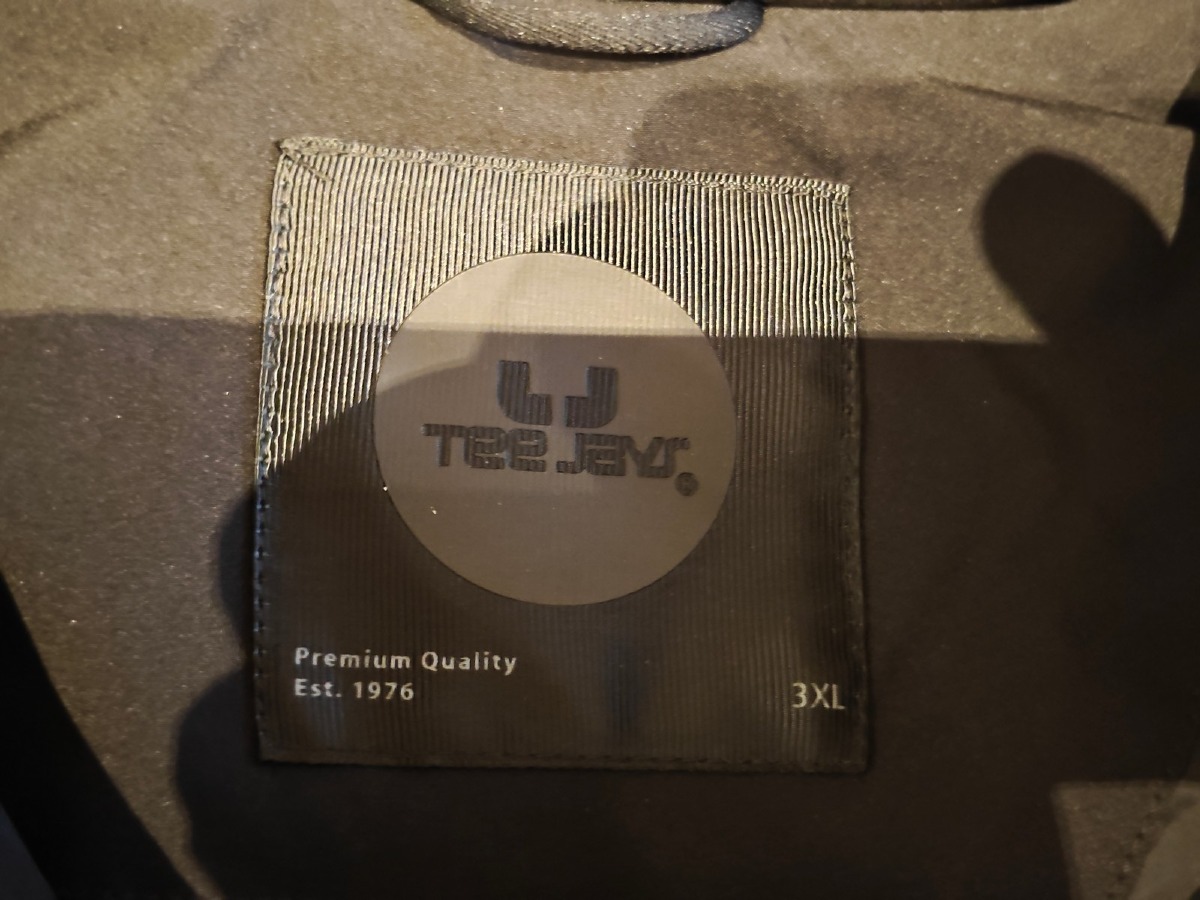 Tee Jays®
Premium Quality
Est. 1976
3XL